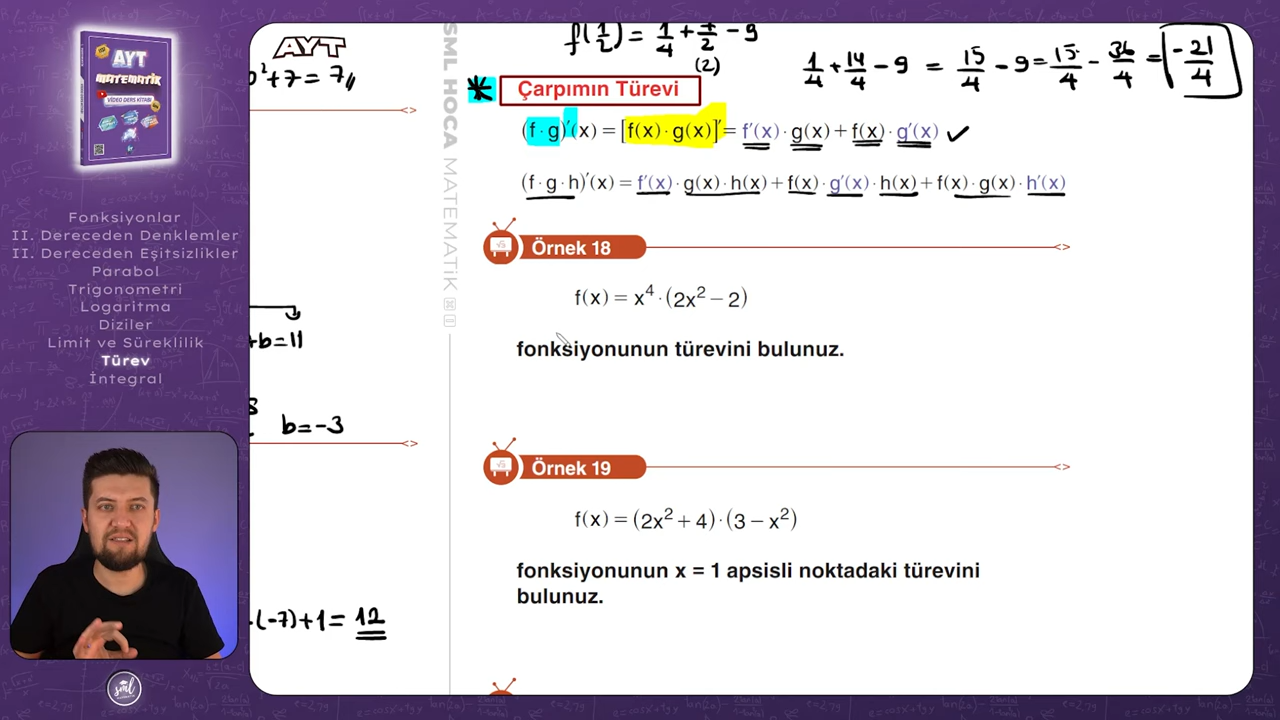 AYT
MATEMATİK
VİDEO DERS KİTABI
Fonksiyonlar
II. Dereceden Denklemler
II. Dereceden Eşitsizlikler
Parabol
Trigonometri
Logaritma
Diziler
Limit ve Süreklilik
Türev
İntegral
sml
AYT
²+7=7
+b=11
b=-3
(-7)+1=12
SML HOCA MATEMATİK
f(1/2) = 1/4 + 7/2 - 9
(2)
1/4 + 14/4 - 9 = 15/4 - 9 = 15/4 - 36/4 = -21/4
* Çarpımın Türevi
(f · g)'(x) = [f(x) · g(x)]' = f'(x) · g(x) + f(x) · g'(x) ✓
(f · g · h)'(x) = f'(x) · g(x) · h(x) + f(x) · g'(x) · h(x) + f(x) · g(x) · h'(x)
Örnek 18
f(x) = x⁴ · (2x² – 2)
fonksiyonunun türevini bulunuz.
Örnek 19
f(x) = (2x² + 4) · (3 – x²)
fonksiyonunun x = 1 apsisli noktadaki türevini
bulunuz.